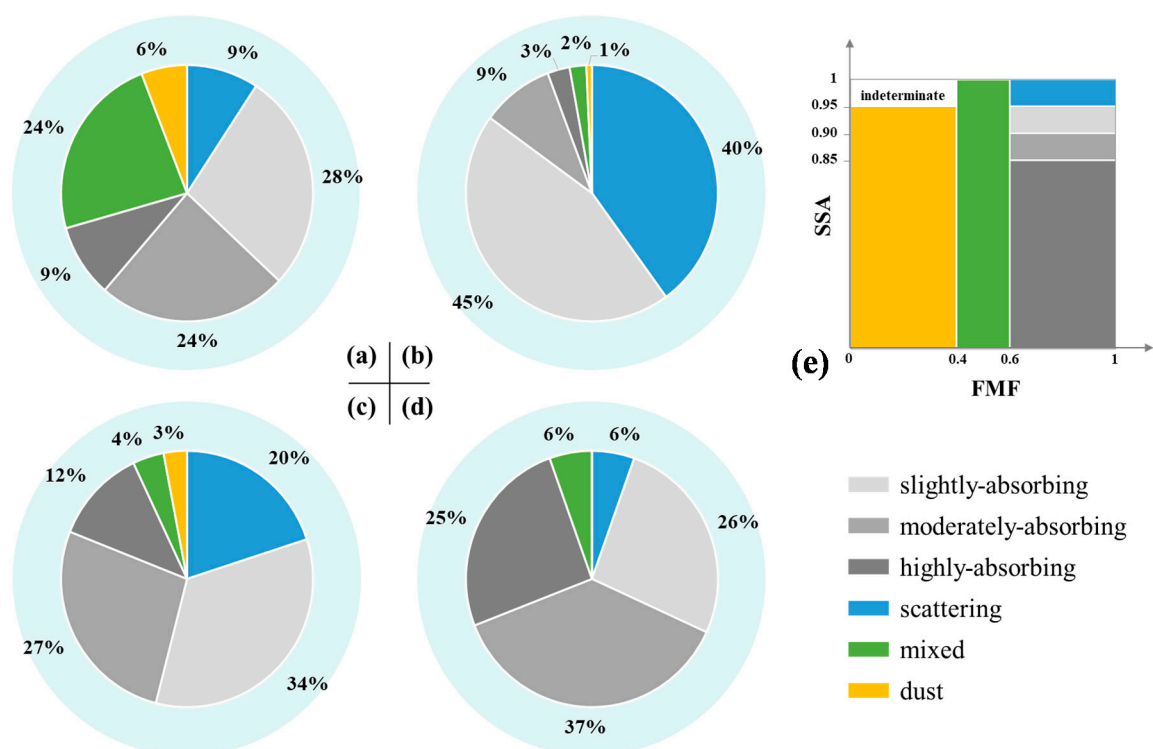 6%
9%
28%
24%
9%
24%
2%
1%
3%
9%
40%
45%
(a)
(b)
(c)
(d)
3%
4%
20%
12%
27%
34%
6%
6%
25%
26%
37%
1
indeterminate
0.95
0.90
0.85
SSA
0
0.4
0.6
1
(e)
FMF
slightly-absorbing
moderately-absorbing
highly-absorbing
scattering
mixed
dust